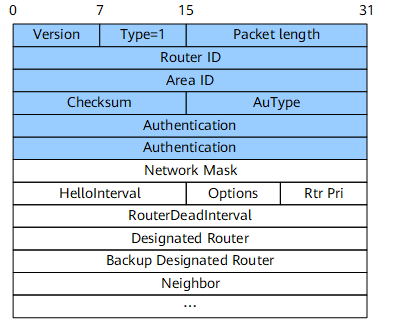 0 7 15 31
Version Type=1 Packet length
Router ID
Area ID
Checksum AuType
Authentication
Authentication
Network Mask
HelloInterval Options Rtr Pri
RouterDeadInterval
Designated Router
Backup Designated Router
Neighbor
...